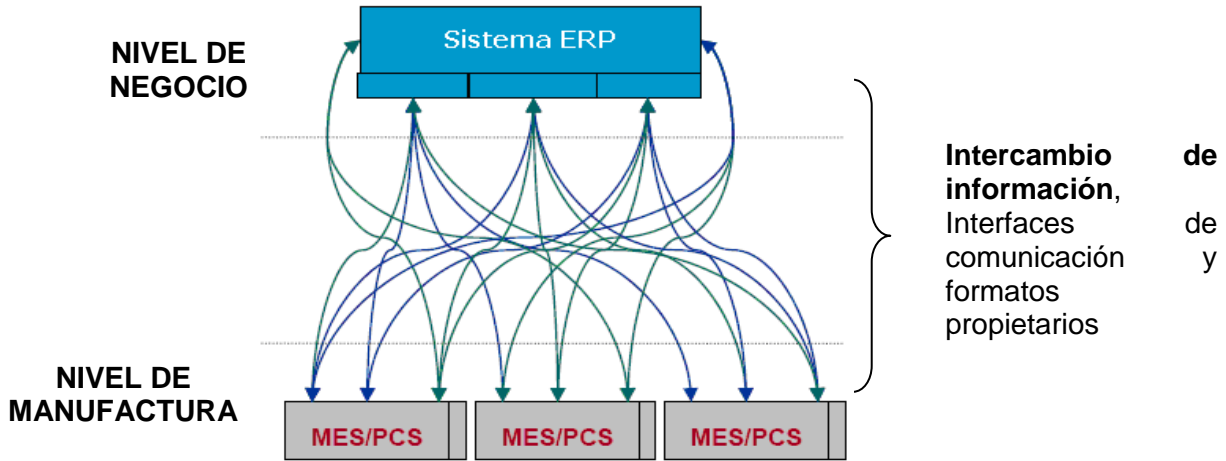 Sistema ERP
NIVEL DE
NEGOCIO
Intercambio de
información,
Interfaces de
comunicación y
formatos
propietarios
NIVEL DE
MANUFACTURA
MES/PCS
MES/PCS
MES/PCS